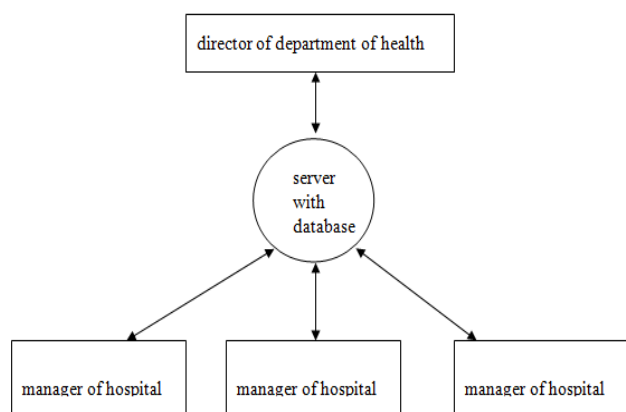 director of department of health
server
with
database
manager of hospital
manager of hospital
manager of hospital